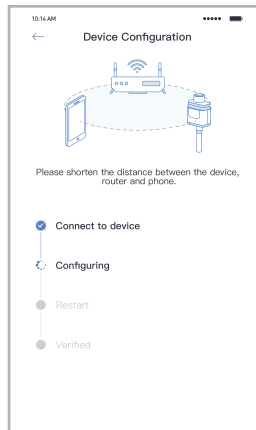 10:14 AM
Device Configuration
Please shorten the distance between the device,
router and phone.
Connect to device
Configuring
Restart
Verified